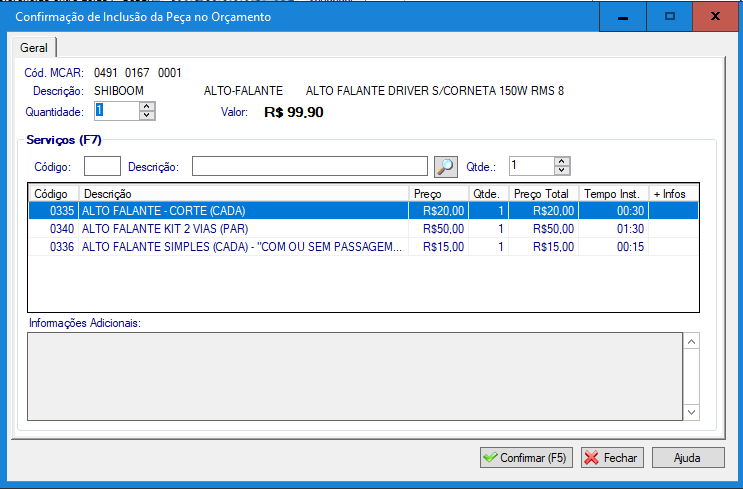 Confirmação de Inclusão da Peça no Orçamento
Geral
Cód. MCAR: 0491 0167 0001
Descrição: SHIBOOM ALTO-FALANTE ALTO FALANTE DRIVER S/CORNETA 150W RMS 8
Quantidade: 1 Valor: R$ 99,90
Serviços (F7)
Código: Descrição: Qtde.: 1
Código Descrição Preço Qtde. Preço Total Tempo Inst. + Infos
0335 ALTO FALANTE - CORTE (CADA) R$20,00 1 R$20,00 00:30
0340 ALTO FALANTE KIT 2 VIAS (PAR) R$50,00 1 R$50,00 01:30
0336 ALTO FALANTE SIMPLES (CADA) - "COM OU SEM PASSAGEM... R$15,00 1 R$15,00 00:15
Informações Adicionais:
Confirmar (F5) Fechar Ajuda